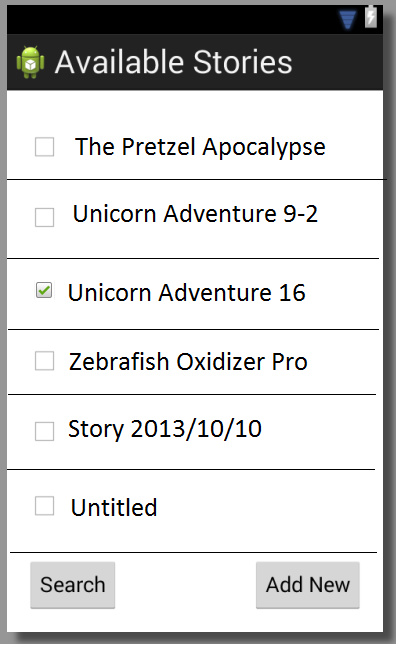 Available Stories
The Pretzel Apocalypse
Unicorn Adventure 9-2
Unicorn Adventure 16
Zebrafish Oxidizer Pro
Story 2013/10/10
Untitled
Search
Add New